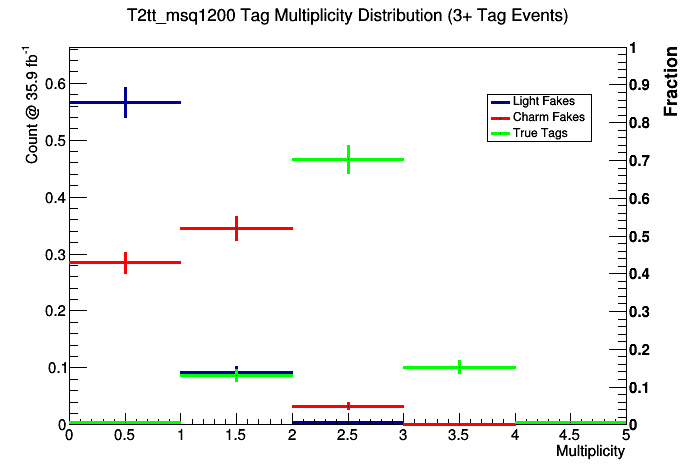 T2tt_msq1200 Tag Multiplicity Distribution (3+ Tag Events)
Count @ 35.9 fb-1
0.6
0.5
0.4
0.3
0.2
0.1
0
Fraction
1
0.9
0.8
0.7
0.6
0.5
0.4
0.3
0.2
0.1
0
Light Fakes
Charm Fakes
True Tags
0 0.5 1 1.5 2 2.5 3 3.5 4 4.5 5
Multiplicity